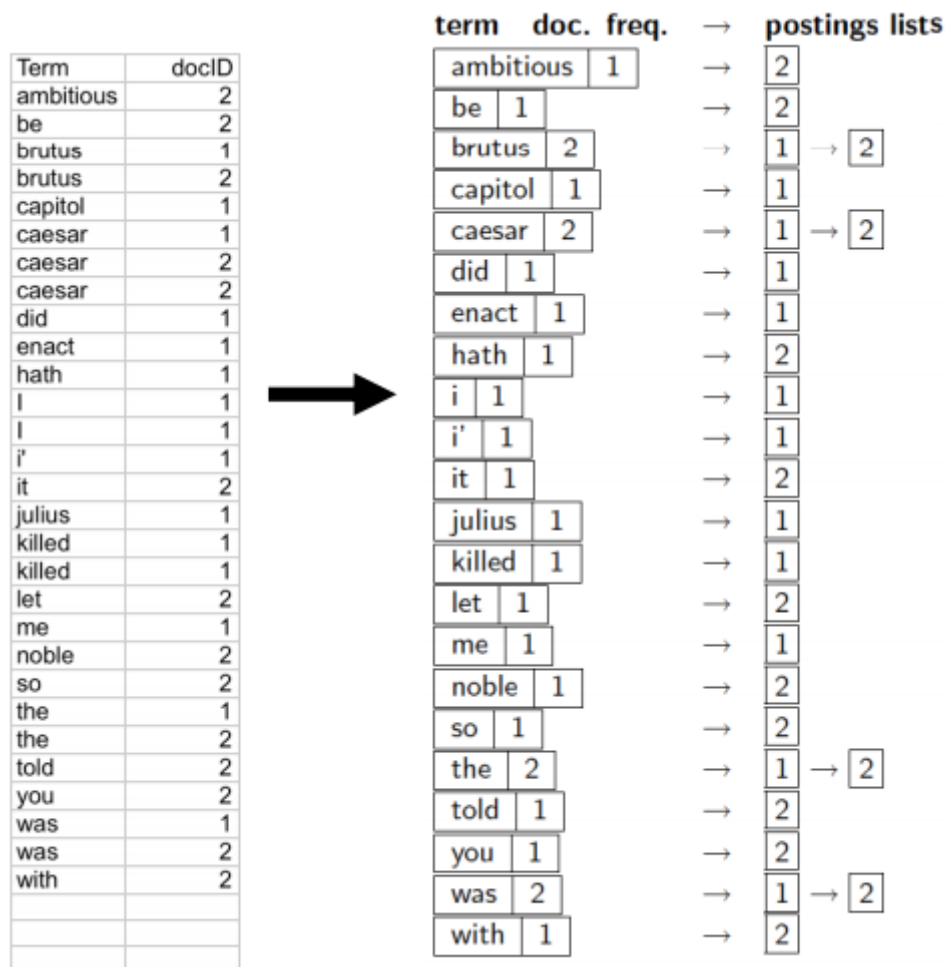 Term docID
ambitious 2
be 2
brutus 1
brutus 2
capitol 1
caesar 1
caesar 2
caesar 2
did 1
enact 1
hath 1
I 1
I 1
i' 1
it 2
julius 1
killed 1
killed 1
let 2
me 1
noble 2
so 2
the 1
the 2
told 2
you 2
was 1
was 2
with 2
term doc. freq. → postings lists
ambitious 1 → 2
be 1 → 2
brutus 2 → 1 → 2
capitol 1 → 1
caesar 2 → 1 → 2
did 1 → 1
enact 1 → 1
hath 1 → 2
i 1 → 1
i' 1 → 1
it 1 → 2
julius 1 → 1
killed 1 → 1
let 1 → 2
me 1 → 1
noble 1 → 2
so 1 → 2
the 2 → 1 → 2
told 1 → 2
you 1 → 2
was 2 → 1 → 2
with 1 → 2